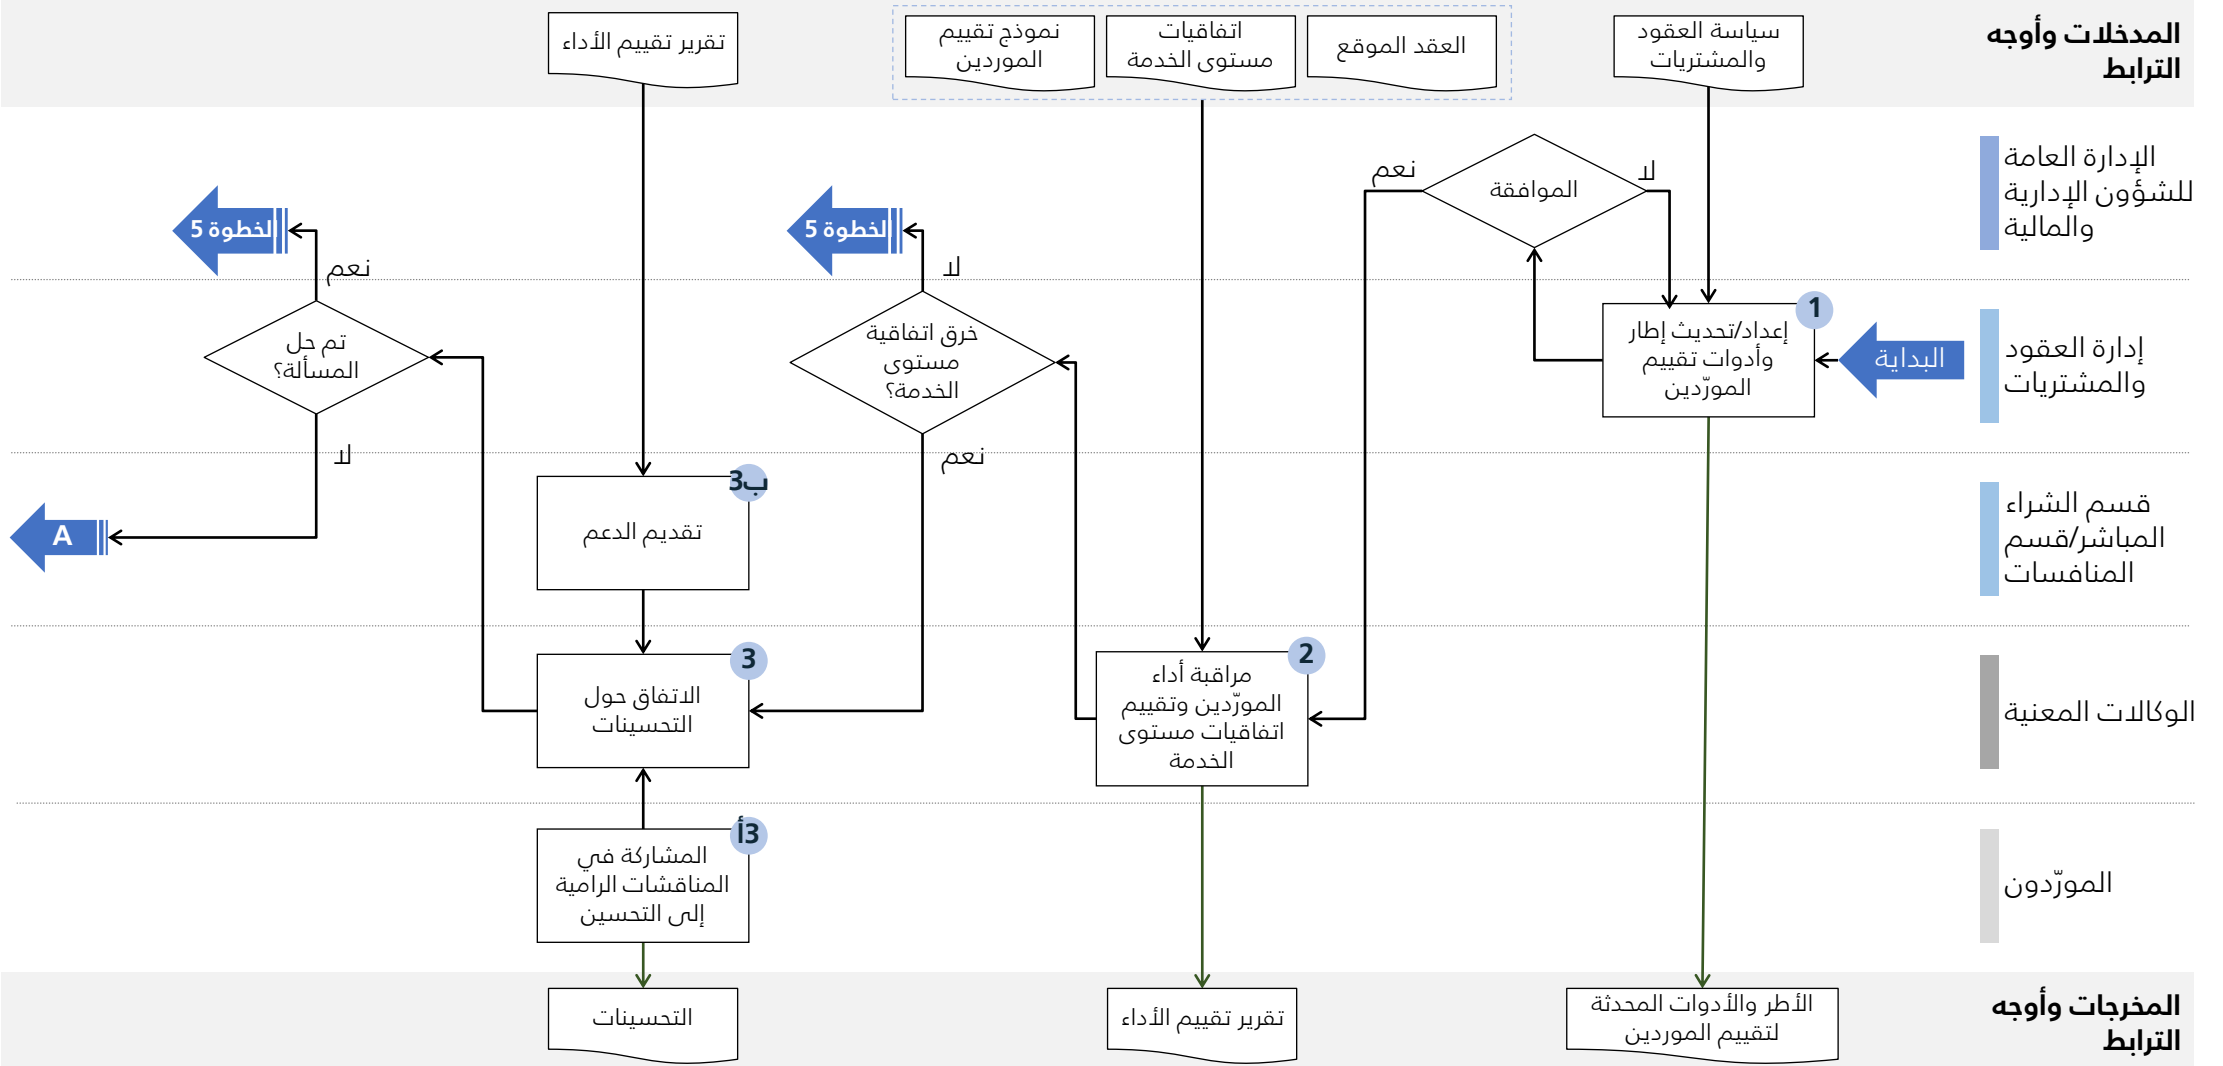 المدخلات وأوجه
الترابط
سياسة العقود
والمشتريات
العقد الموقع
اتفاقيات
مستوى الخدمة
نموذج تقييم
الموردين
تقرير تقييم الأداء
الإدارة العامة
للشؤون الإدارية
والمالية
الموافقة
لا
نعم
الخطوة 5
لا
الخطوة 5
نعم
إدارة العقود
والمشتريات
البداية
1
إعداد/تحديث إطار
وأدوات تقييم
المورّدين
خرق اتفاقية
مستوى
الخدمة؟
نعم
تم حل
المسألة؟
لا
قسم الشراء
المباشر/قسم
المنافسات
3ب
تقديم الدعم
A
الوكالات المعنية
2
مراقبة أداء
المورّدين وتقييم
اتفاقيات مستوى
الخدمة
3
الاتفاق حول
التحسينات
المورّدون
3أ
المشاركة في
المناقشات الرامية
إلى التحسين
المخرجات وأوجه
الترابط
الأطر والأدوات المحدثة
لتقييم الموردين
تقرير تقييم الأداء
التحسينات